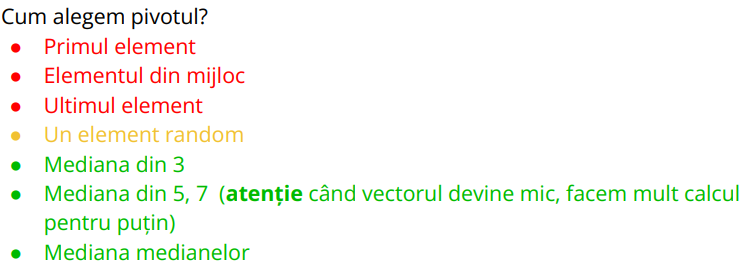 Cum alegem pivotul?
● Primul element
● Elementul din mijloc
● Ultimul element
● Un element random
● Mediana din 3
● Mediana din 5, 7 (atenție când vectorul devine mic, facem mult calcul
pentru puțin)
● Mediana medianelor